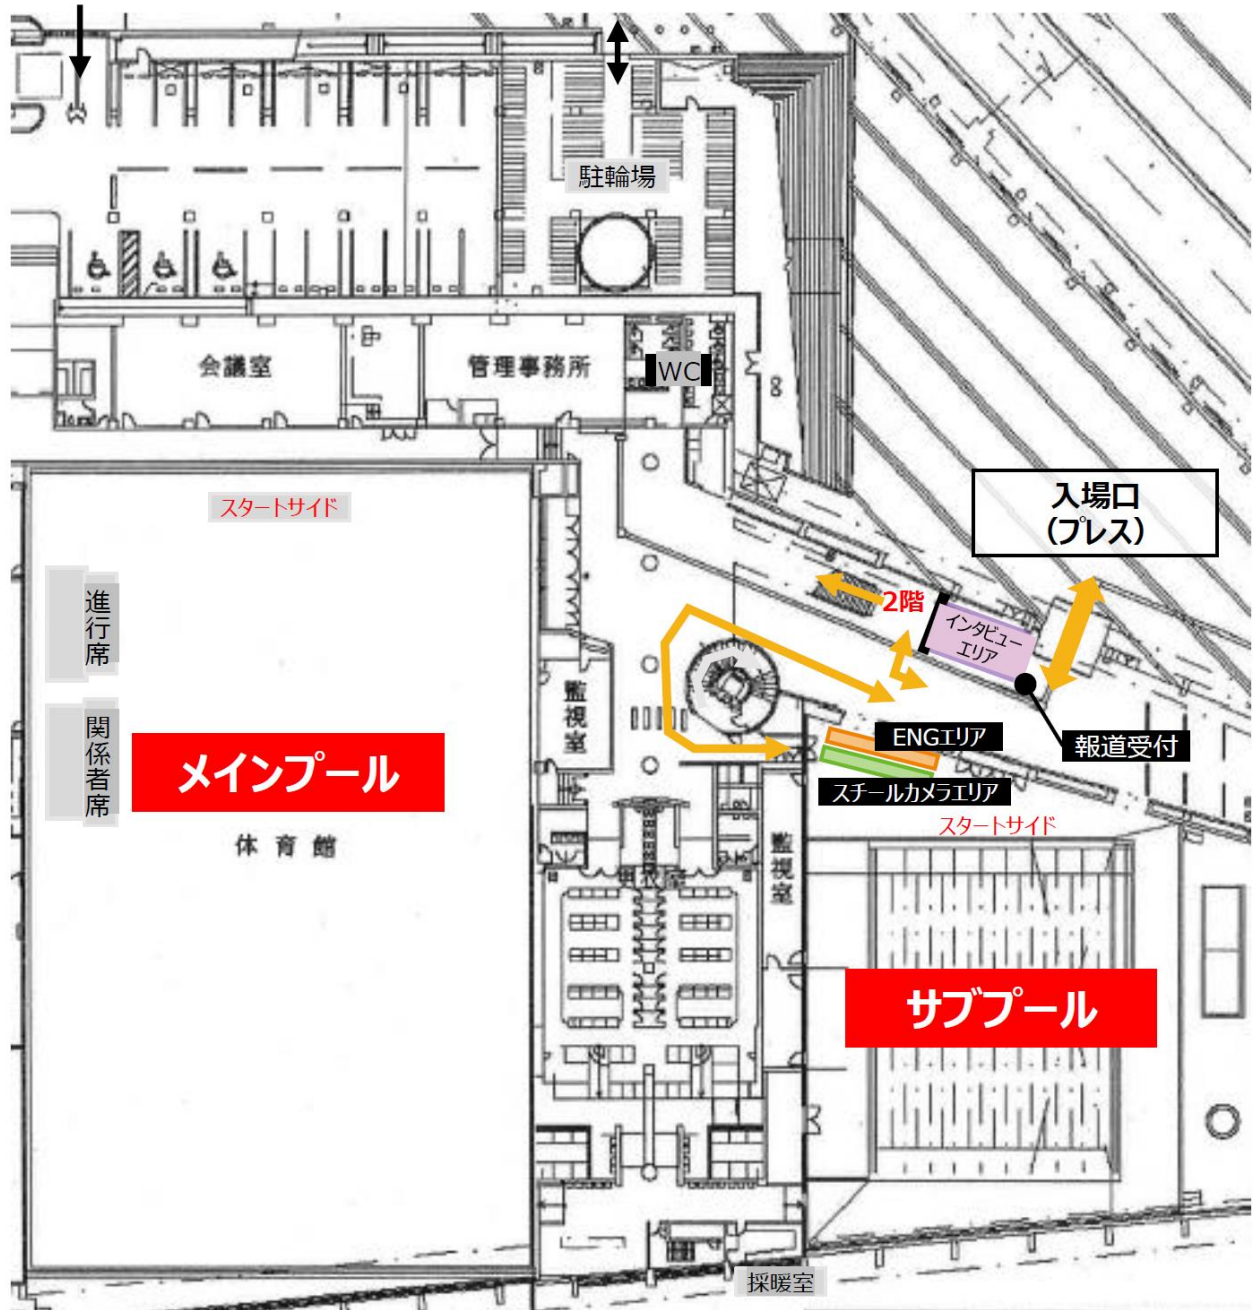 駐輪場
会議室
管理事務所
WC
スタートサイド
入場口
（プレス）
進行席
2階
インタビュー
エリア
監視室
関係者席
メインプール
ENGエリア
報道受付
スチールカメラエリア
スタートサイド
体育館
監視室
サブプール
採暖室